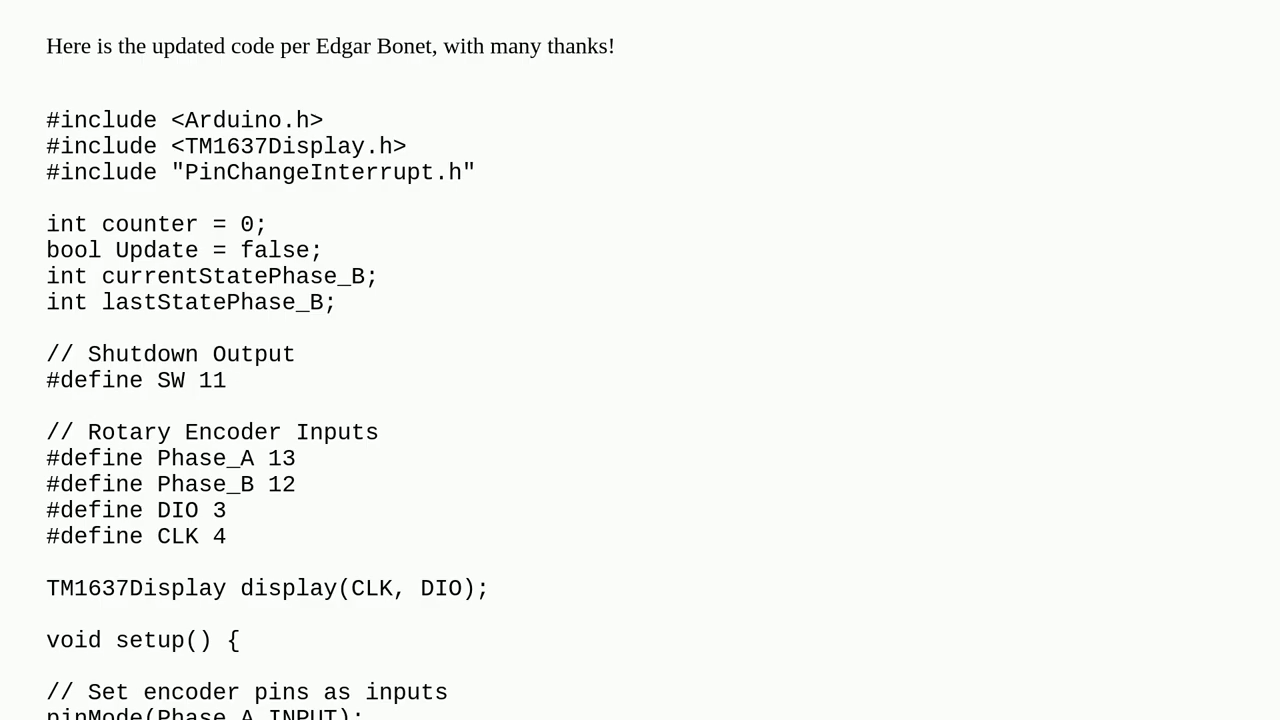 Here is the updated code per Edgar Bonet, with many thanks!
#include <Arduino.h>
#include <TM1637Display.h>
#include "PinChangeInterrupt.h"
int counter = 0;
bool Update = false;
int currentStatePhase_B;
int lastStatePhase_B;
// Shutdown Output
#define SW 11
// Rotary Encoder Inputs
#define Phase_A 13
#define Phase_B 12
#define DIO 3
#define CLK 4
TM1637Display display(CLK, DIO);
void setup() {
// Set encoder pins as inputs
pinMode(Phase_A,INPUT);